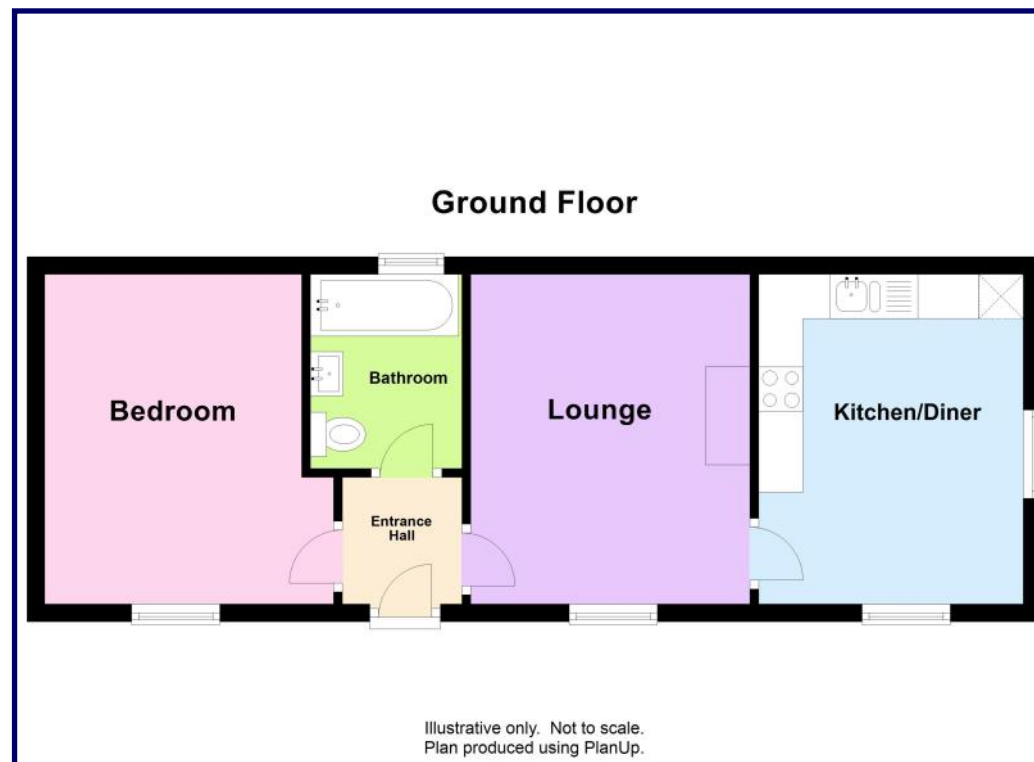 Ground Floor
Bedroom
Bathroom
Lounge
Kitchen/Diner
Entrance
Hall
Illustrative only.  Not to scale.
Plan produced using PlanUp.